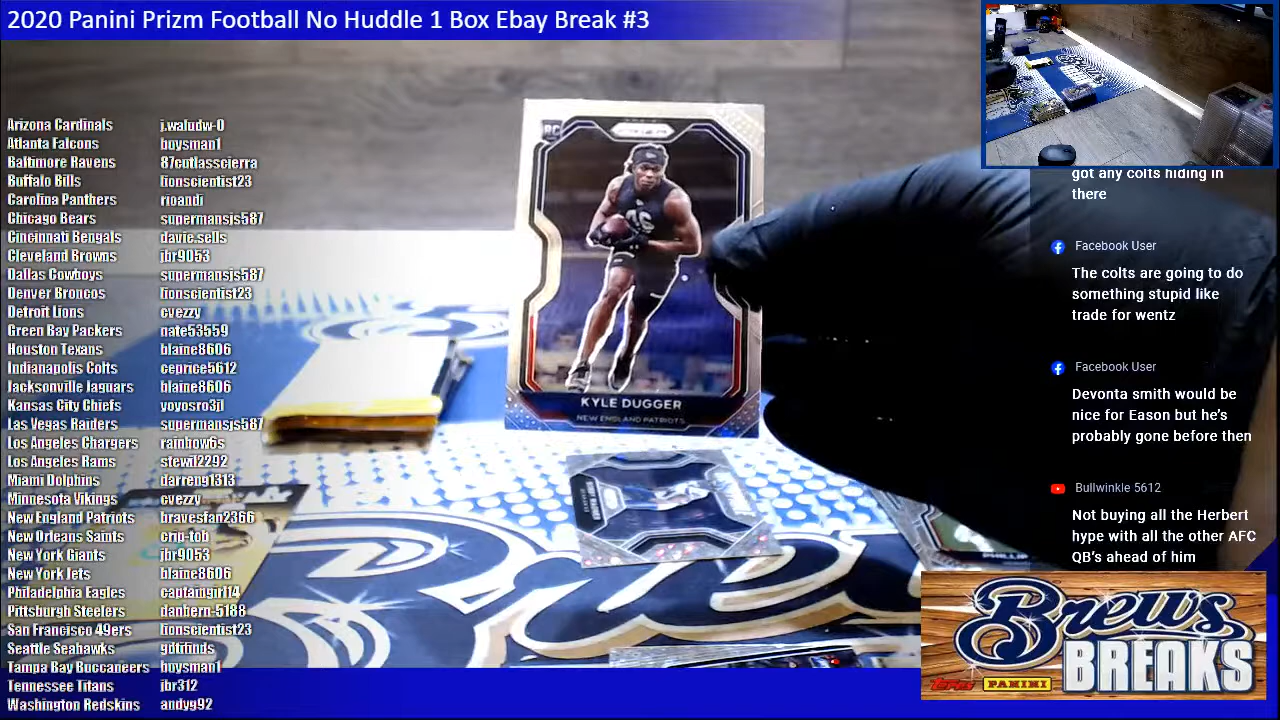 2020 Panini Prizm Football No Huddle 1 Box Ebay Break #3
Arizona Cardinals j.waludw-0
Atlanta Falcons boysman1
Baltimore Ravens 87cutlasscierra
Buffalo Bills lionscientist23
Carolina Panthers rioandi
Chicago Bears supermansjs587
Cincinnati Bengals davie.sells
Cleveland Browns jbr9053
Dallas Cowboys supermansjs587
Denver Broncos lionscientist23
Detroit Lions cvezzy
Green Bay Packers nate53559
Houston Texans blaine8606
Indianapolis Colts ceprice5612
Jacksonville Jaguars blaine8606
Kansas City Chiefs yoyosro3jl
Las Vegas Raiders supermansjs587
Los Angeles Chargers rainbow6s
Los Angeles Rams stewil2292
Miami Dolphins darreng1313
Minnesota Vikings cvezzy
New England Patriots bravesfan2366
New Orleans Saints crip-tob
New York Giants jbr9053
New York Jets blaine8606
Philadelphia Eagles captaingirl14
Pittsburgh Steelers danbern-5188
San Francisco 49ers lionscientist23
Seattle Seahawks gottfinds
Tampa Bay Buccaneers boysman1
Tennessee Titans jbr312
Washington Redskins andyg92
RC
PRIZM
KYLE DUGGER
NEW ENGLAND PATRIOTS
got any colts hiding in
there
Facebook User
The colts are going to do
something stupid like
trade for wentz
Facebook User
Devonta smith would be
nice for Eason but he's
probably gone before then
Bullwinkle 5612
Not buying all the Herbert
hype with all the other AFC
QB's ahead of him
Brews
BREAKS
Topps PANINI